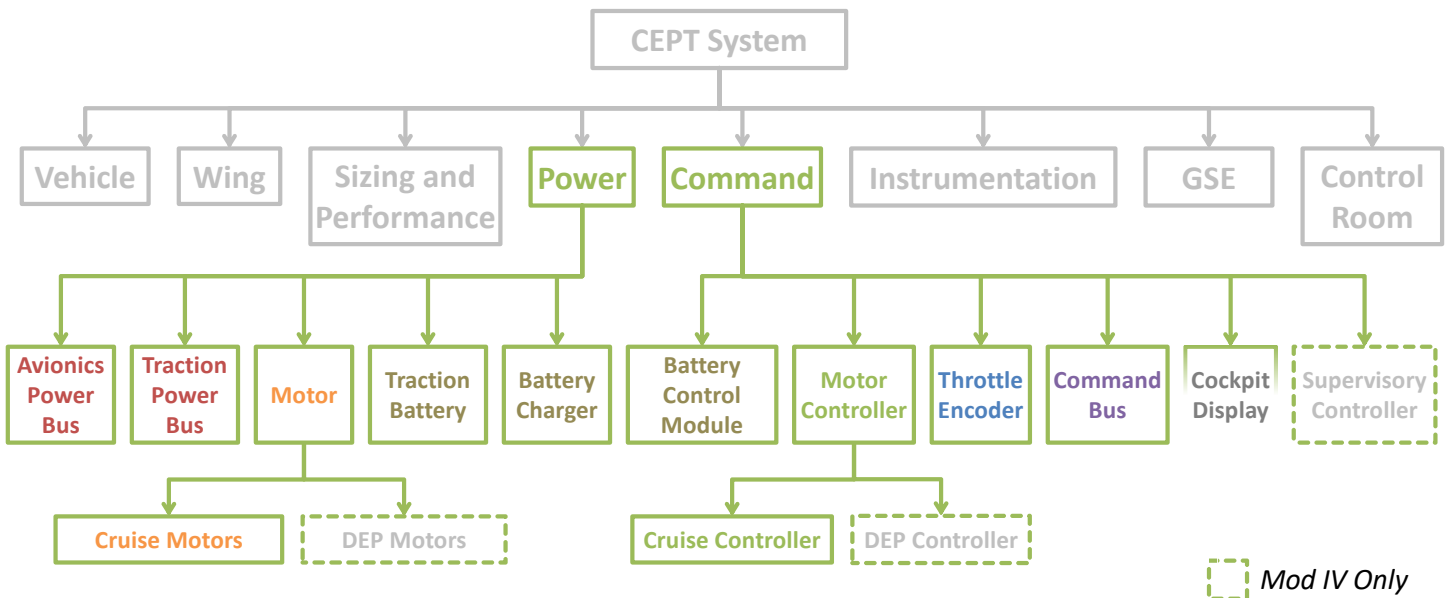 CEPT System
Vehicle
Wing
Sizing and
Performance
Power
Command
Instrumentation
GSE
Control
Room
Avionics
Power
Bus
Traction
Power
Bus
Motor
Traction
Battery
Battery
Charger
Battery
Control
Module
Motor
Controller
Throttle
Encoder
Command
Bus
Cockpit
Display
Supervisory
Controller
Cruise Motors
DEP Motors
Cruise Controller
DEP Controller
Mod IV Only